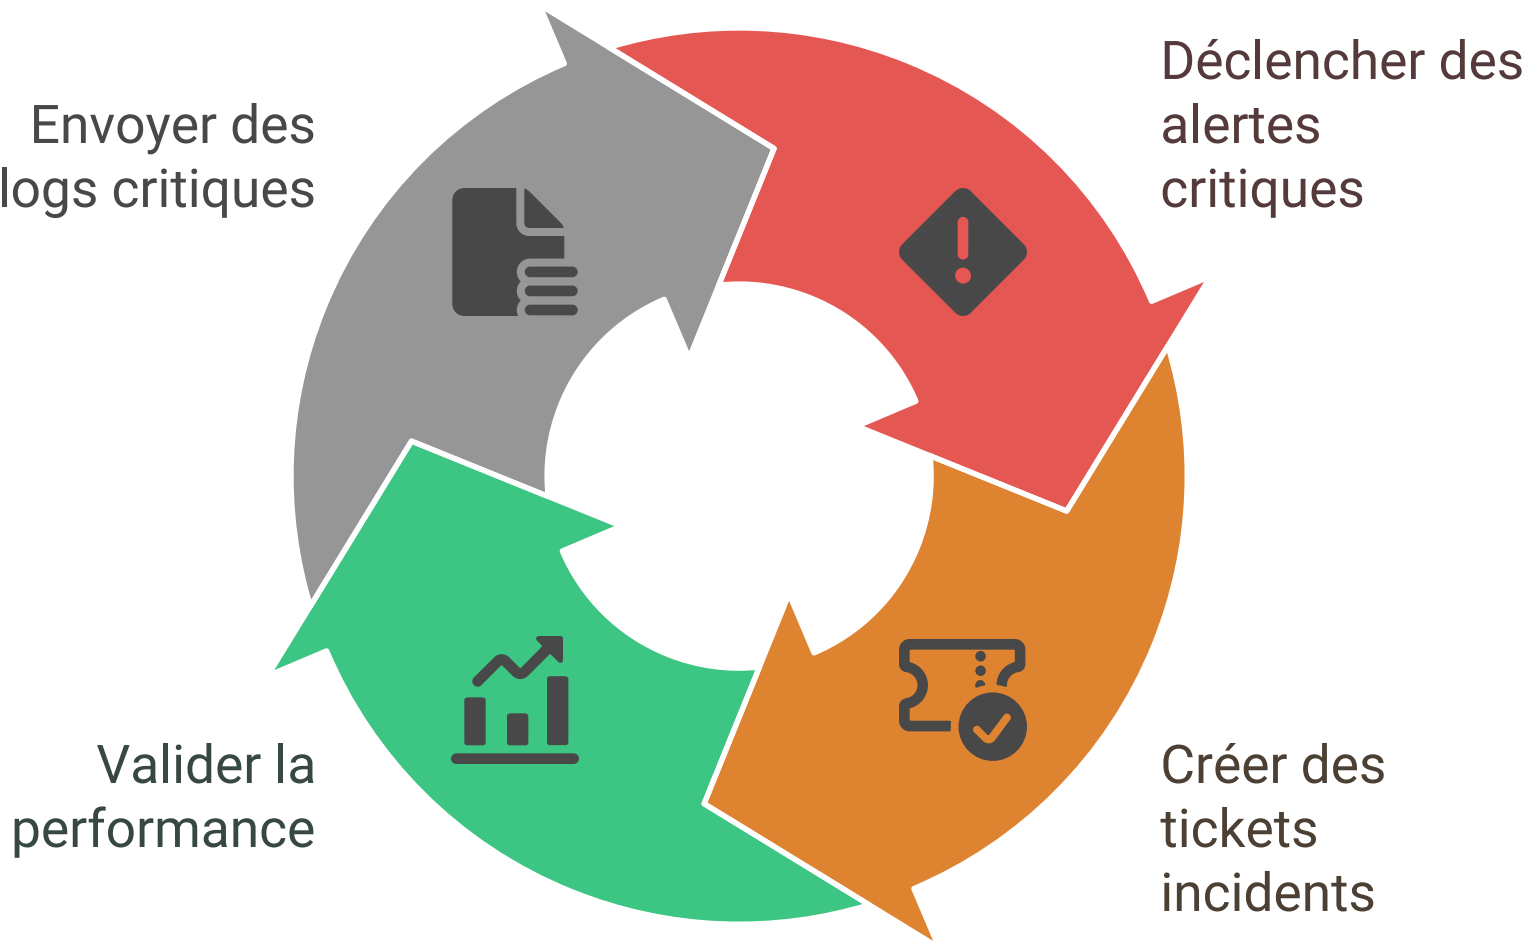 Envoyer des
logs critiques
Déclencher des
alertes
critiques
Valider la
performance
Créer des
tickets
incidents